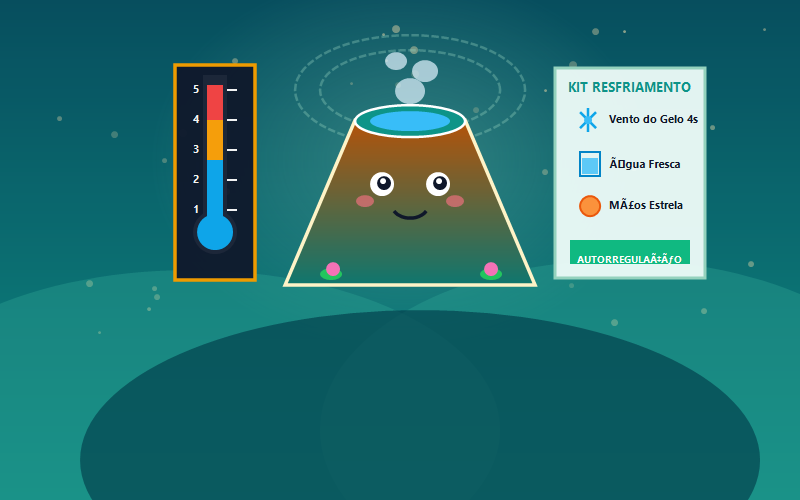 5
4
3
2
1
KIT RESFRIAMENTO
Vento do Gelo 4s
Ã⁠gua Fresca
MÃ£os Estrela
AUTORREGULAÃ‡ÃƒO